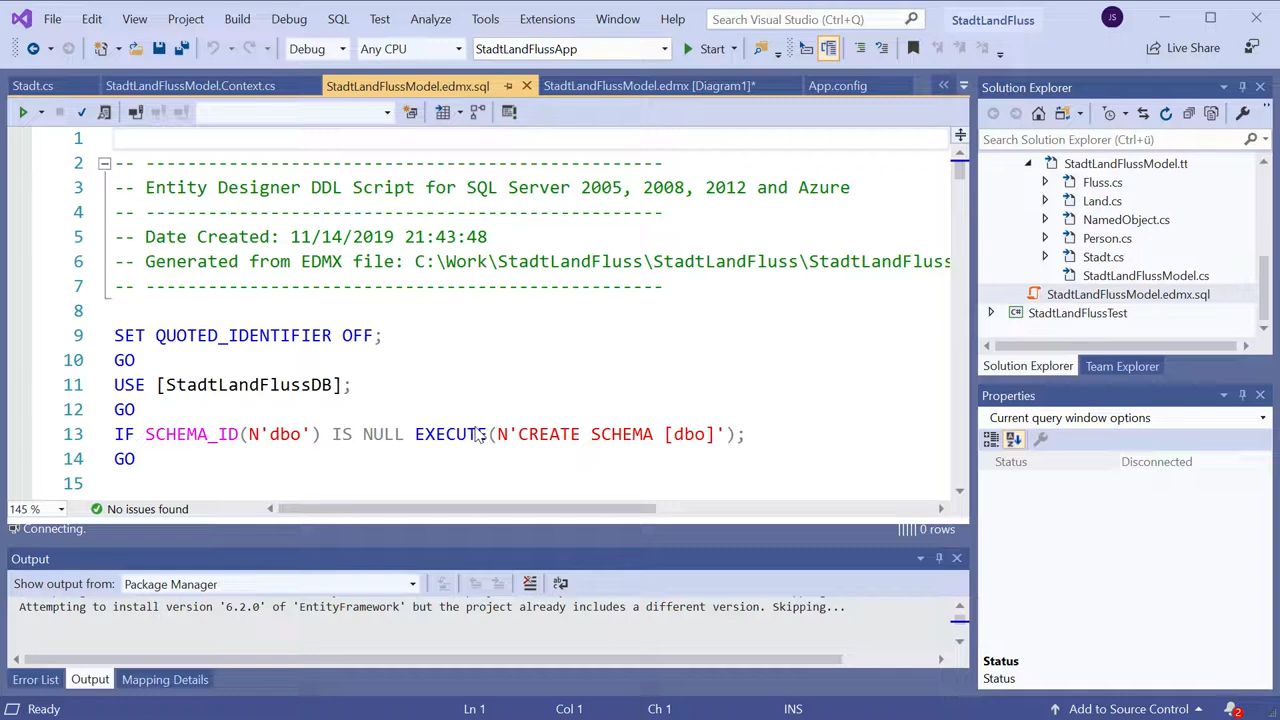 File Edit View Project Build Debug SQL Test Analyze Tools Extensions Window Help Search Visual Studio (Ctrl+Q) StadtLandFluss JS
Debug Any CPU StadtLandFlussApp Start Live Share
Stadt.cs StadtLandFlussModel.Context.cs StadtLandFlussModel.edmx.sql StadtLandFlussModel.edmx [Diagram1]* App.config
1
2 -- --------------------------------------------------
3 -- Entity Designer DDL Script for SQL Server 2005, 2008, 2012 and Azure
4 -- --------------------------------------------------
5 -- Date Created: 11/14/2019 21:43:48
6 -- Generated from EDMX file: C:\Work\StadtLandFluss\StadtLandFluss\StadtLandFluss
7 -- --------------------------------------------------
8
9 SET QUOTED_IDENTIFIER OFF;
10 GO
11 USE [StadtLandFlussDB];
12 GO
13 IF SCHEMA_ID(N'dbo') IS NULL EXECUTE(N'CREATE SCHEMA [dbo]');
14 GO
15
145 % No issues found
Connecting. 0 rows
Output
Show output from: Package Manager
Attempting to install version '6.2.0' of 'EntityFramework' but the project already includes a different version. Skipping...
Error List Output Mapping Details
Solution Explorer
Search Solution Explorer (Ctrl+ü)
StadtLandFlussModel.tt
Fluss.cs
Land.cs
NamedObject.cs
Person.cs
Stadt.cs
StadtLandFlussModel.cs
StadtLandFlussModel.edmx.sql
StadtLandFlussTest
Solution Explorer Team Explorer
Properties
Current query window options
Status Disconnected
Status
Status
Ready Ln 1 Col 1 Ch 1 INS Add to Source Control 2